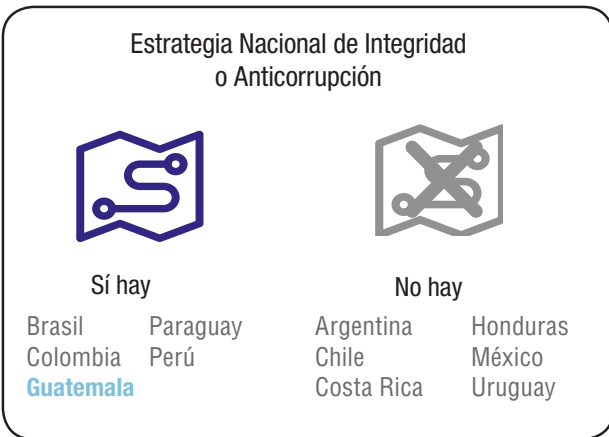 Estrategia Nacional de Integridad
o Anticorrupción
Sí hay
Brasil Paraguay
Colombia Perú
Guatemala
No hay
Argentina Honduras
Chile México
Costa Rica Uruguay